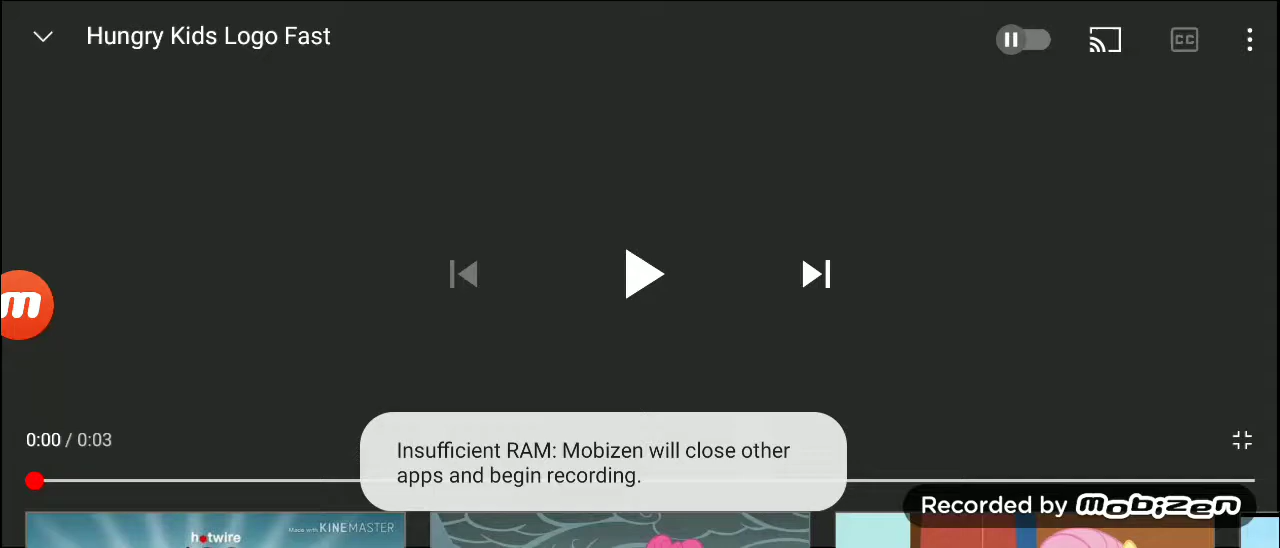 Hungry Kids Logo Fast
CC
m
0:00 / 0:03
Insufficient RAM: Mobizen will close other
apps and begin recording.
Recorded by mobizen
hotwire
Made with KINEMASTER